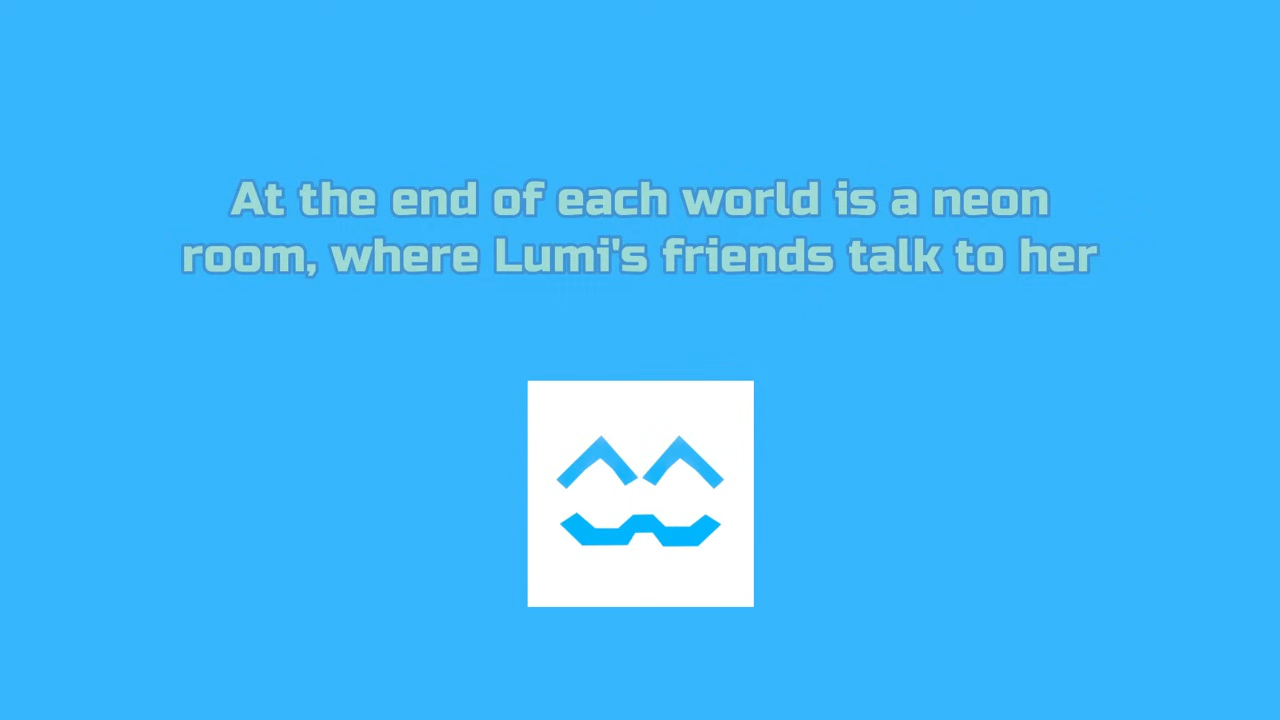 At the end of each world is a neon
room, where Lumi's friends talk to her